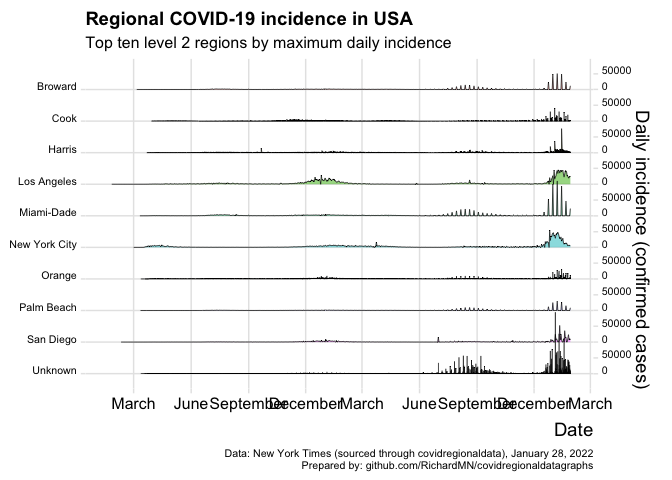 Regional COVID-19 incidence in USA
Top ten level 2 regions by maximum daily incidence
Broward 50000
0
Cook 50000
0
Harris 50000
0
Los Angeles 50000
0
Miami-Dade 50000
0
New York City 50000
0
Orange 50000
0
Palm Beach 50000
0
San Diego 50000
0
Unknown 50000
0
Daily incidence (confirmed cases)
March June September December March June September December March
Date
Data: New York Times (sourced through covidregionaldata), January 28, 2022
Prepared by: github.com/RichardMN/covidregionaldatagraphs